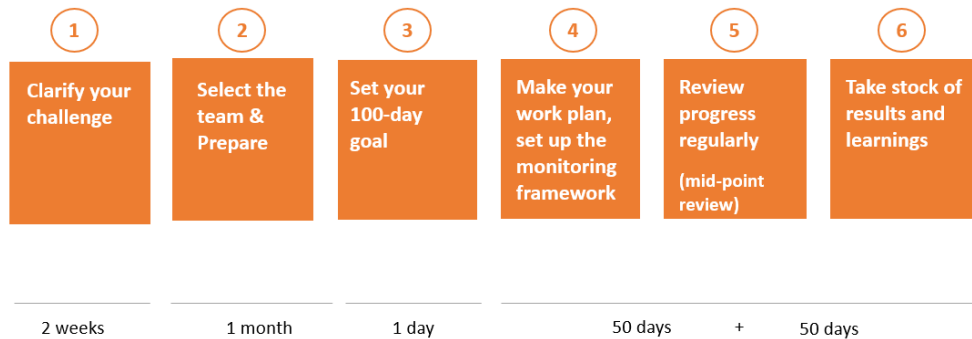 1
Clarify your
challenge
2
Select the
team &
Prepare
3
Set your
100-day
goal
4
Make your
work plan,
set up the
monitoring
framework
5
Review
progress
regularly
(mid-point
review)
6
Take stock of
results and
learnings
2 weeks
1 month
1 day
50 days + 50 days